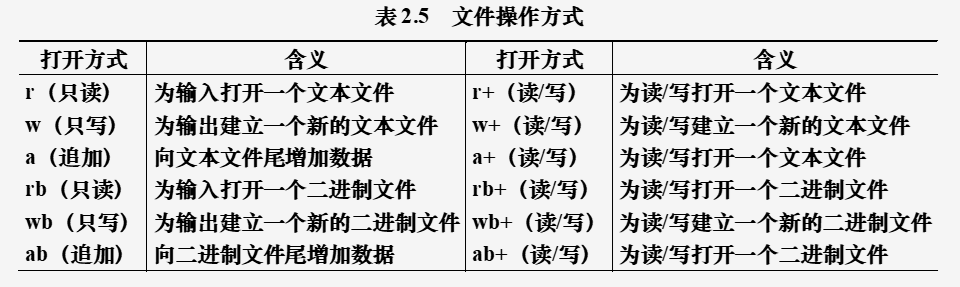 表2.5 文件操作方式
打开方式 含义 打开方式 含义
r（只读） 为输入打开一个文本文件 r+（读/写） 为读/写打开一个文本文件
w（只写） 为输出建立一个新的文本文件 w+（读/写） 为读/写建立一个新的文本文件
a（追加） 向文本文件尾增加数据 a+（读/写） 为读/写打开一个文本文件
rb（只读） 为输入打开一个二进制文件 rb+（读/写） 为读/写打开一个二进制文件
wb（只写） 为输出建立一个新的二进制文件 wb+（读/写） 为读/写建立一个新的二进制文件
ab（追加） 向二进制文件尾增加数据 ab+（读/写） 为读/写打开一个二进制文件